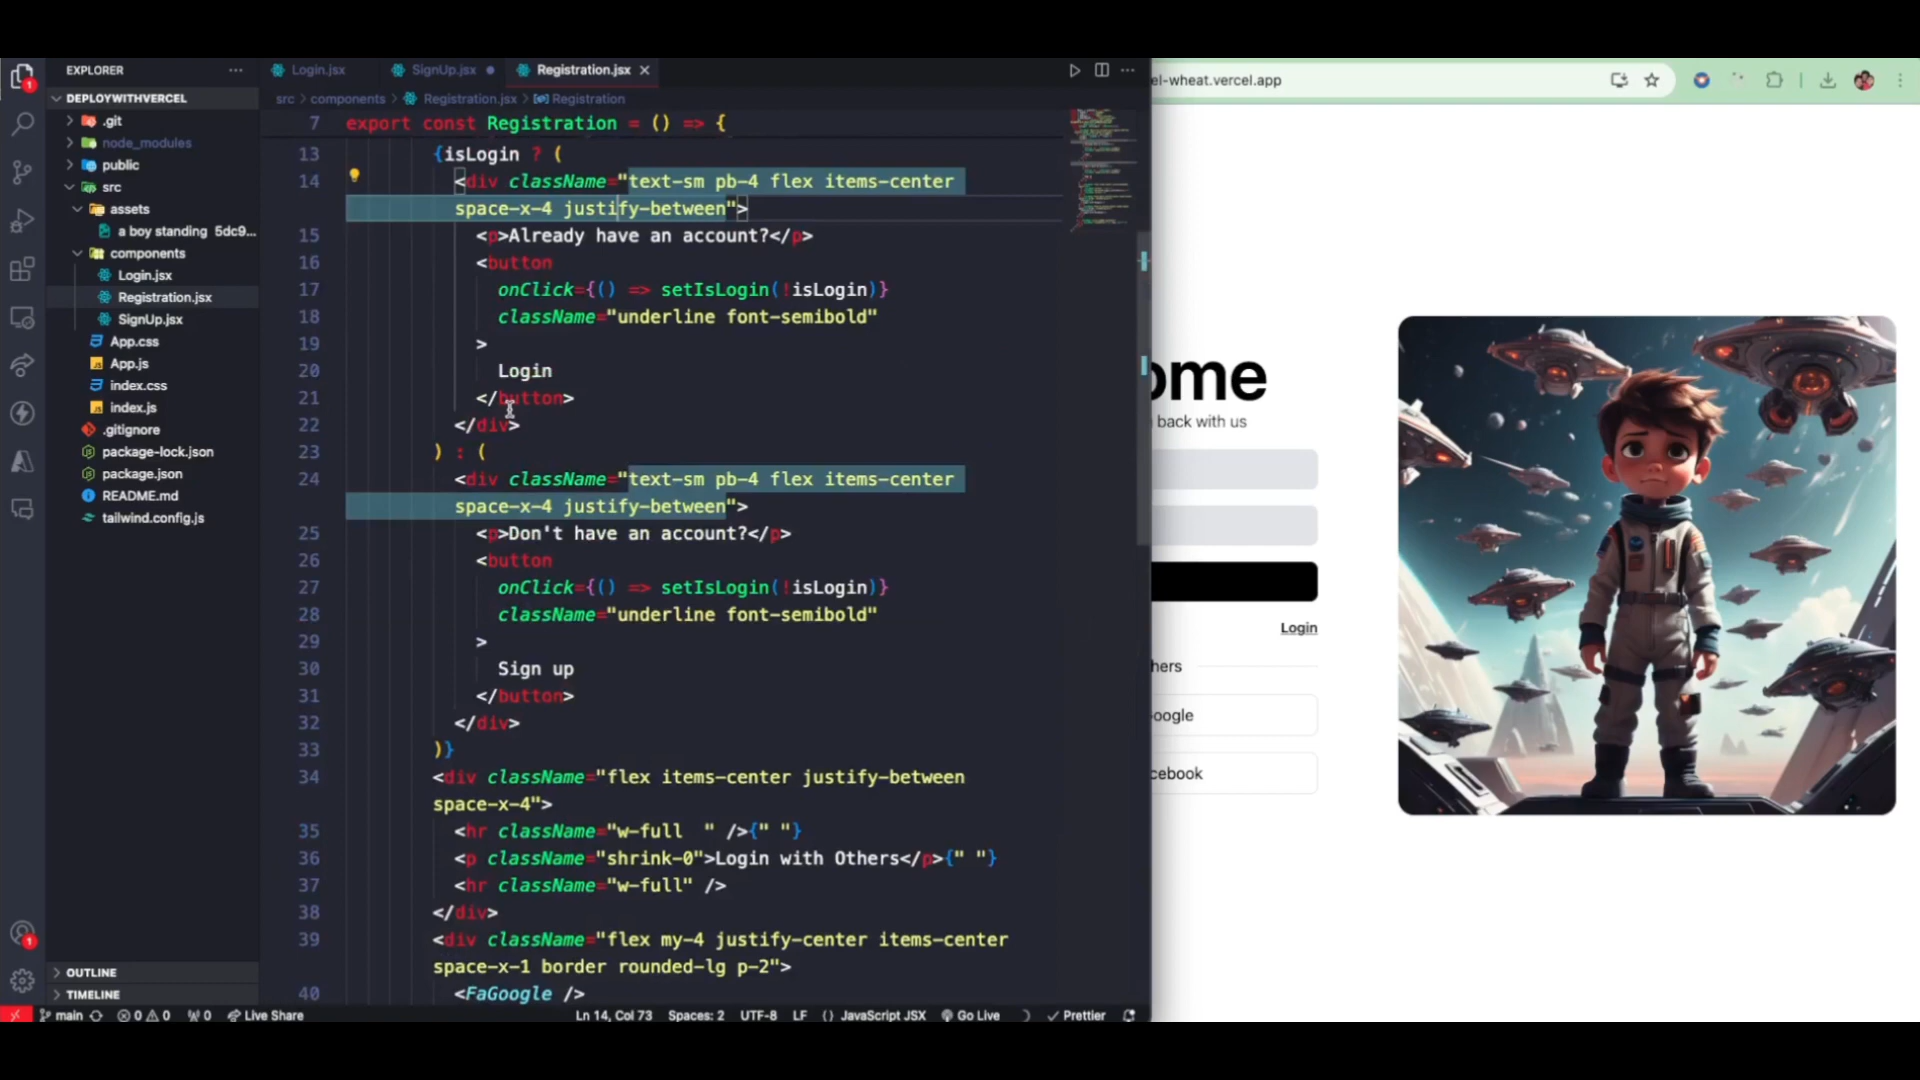 EXPLORER
DEPLOYWITHVERCEL
.git
node_modules
public
src
assets
a boy standing 5dc9...
components
Login.jsx
Registration.jsx
SignUp.jsx
App.css
App.js
index.css
index.js
.gitignore
package-lock.json
package.json
README.md
tailwind.config.js
OUTLINE
TIMELINE
1
1
Login.jsx
SignUp.jsx
Registration.jsx
src > components > Registration.jsx > Registration
7 export const Registration = () => {
13 {isLogin ? (
14 <div className="text-sm pb-4 flex items-center
space-x-4 justify-between">
15 <p>Already have an account?</p>
16 <button
17 onClick={() => setIsLogin(!isLogin)}
18 className="underline font-semibold"
19 >
20 Login
21 </button>
22 </div>
23 ) : (
24 <div className="text-sm pb-4 flex items-center
space-x-4 justify-between">
25 <p>Don't have an account?</p>
26 <button
27 onClick={() => setIsLogin(!isLogin)}
28 className="underline font-semibold"
29 >
30 Sign up
31 </button>
32 </div>
33 )}
34 <div className="flex items-center justify-between
space-x-4">
35 <hr className="w-full  " />{" "}
36 <p className="shrink-0">Login with Others</p>{" "}
37 <hr className="w-full" />
38 </div>
39 <div className="flex my-4 justify-center items-center
space-x-1 border rounded-lg p-2">
40 <FaGoogle />
main 0 0 0 Live Share Ln 14, Col 73 Spaces: 2 UTF-8 LF {} JavaScript JSX Go Live Prettier
el-wheat.vercel.app
ome
back with us
Login
hers
oogle
cebook